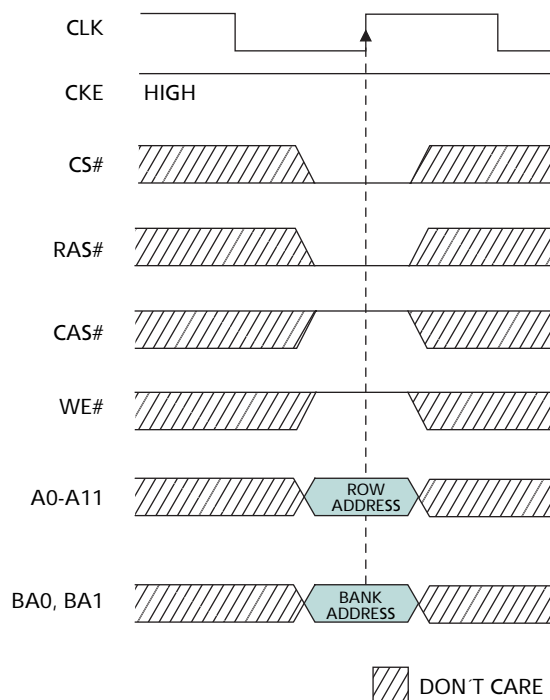 CLK
CKE HIGH
CS#
RAS#
CAS#
WE#
A0-A11
ROW
ADDRESS
BA0, BA1
BANK
ADDRESS
DON´T CARE